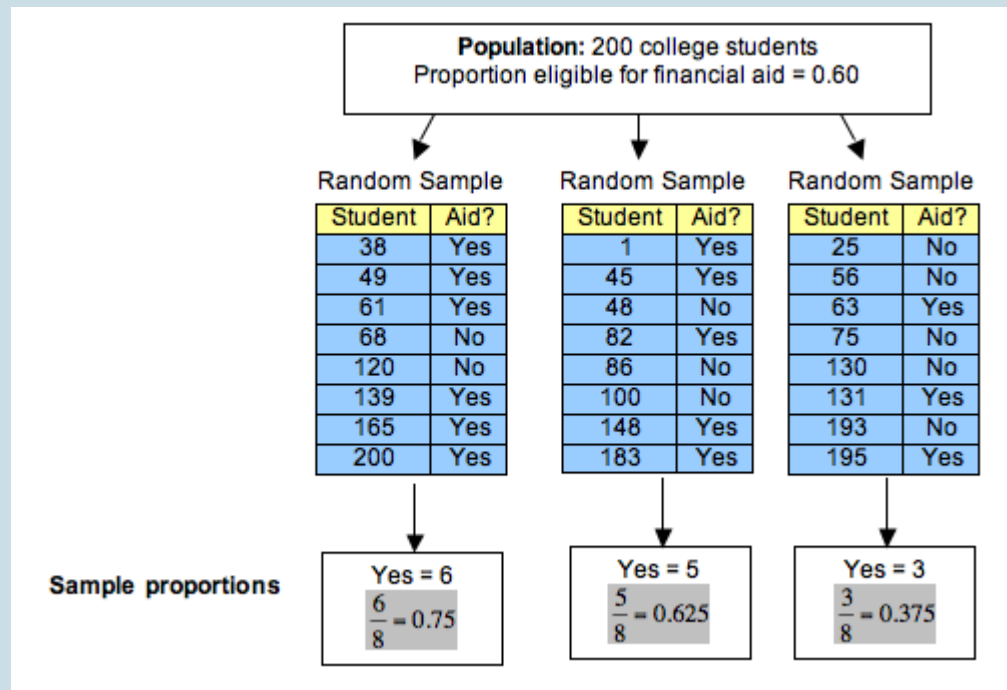 Population: 200 college students
Proportion eligible for financial aid = 0.60
Random Sample
Student Aid?
38 Yes
49 Yes
61 Yes
68 No
120 No
139 Yes
165 Yes
200 Yes
Random Sample
Student Aid?
1 Yes
45 Yes
48 No
82 Yes
86 No
100 No
148 Yes
183 Yes
Random Sample
Student Aid?
25 No
56 No
63 Yes
75 No
130 No
131 Yes
193 No
195 Yes
Sample proportions
Yes = 6
6/8 = 0.75
Yes = 5
5/8 = 0.625
Yes = 3
3/8 = 0.375